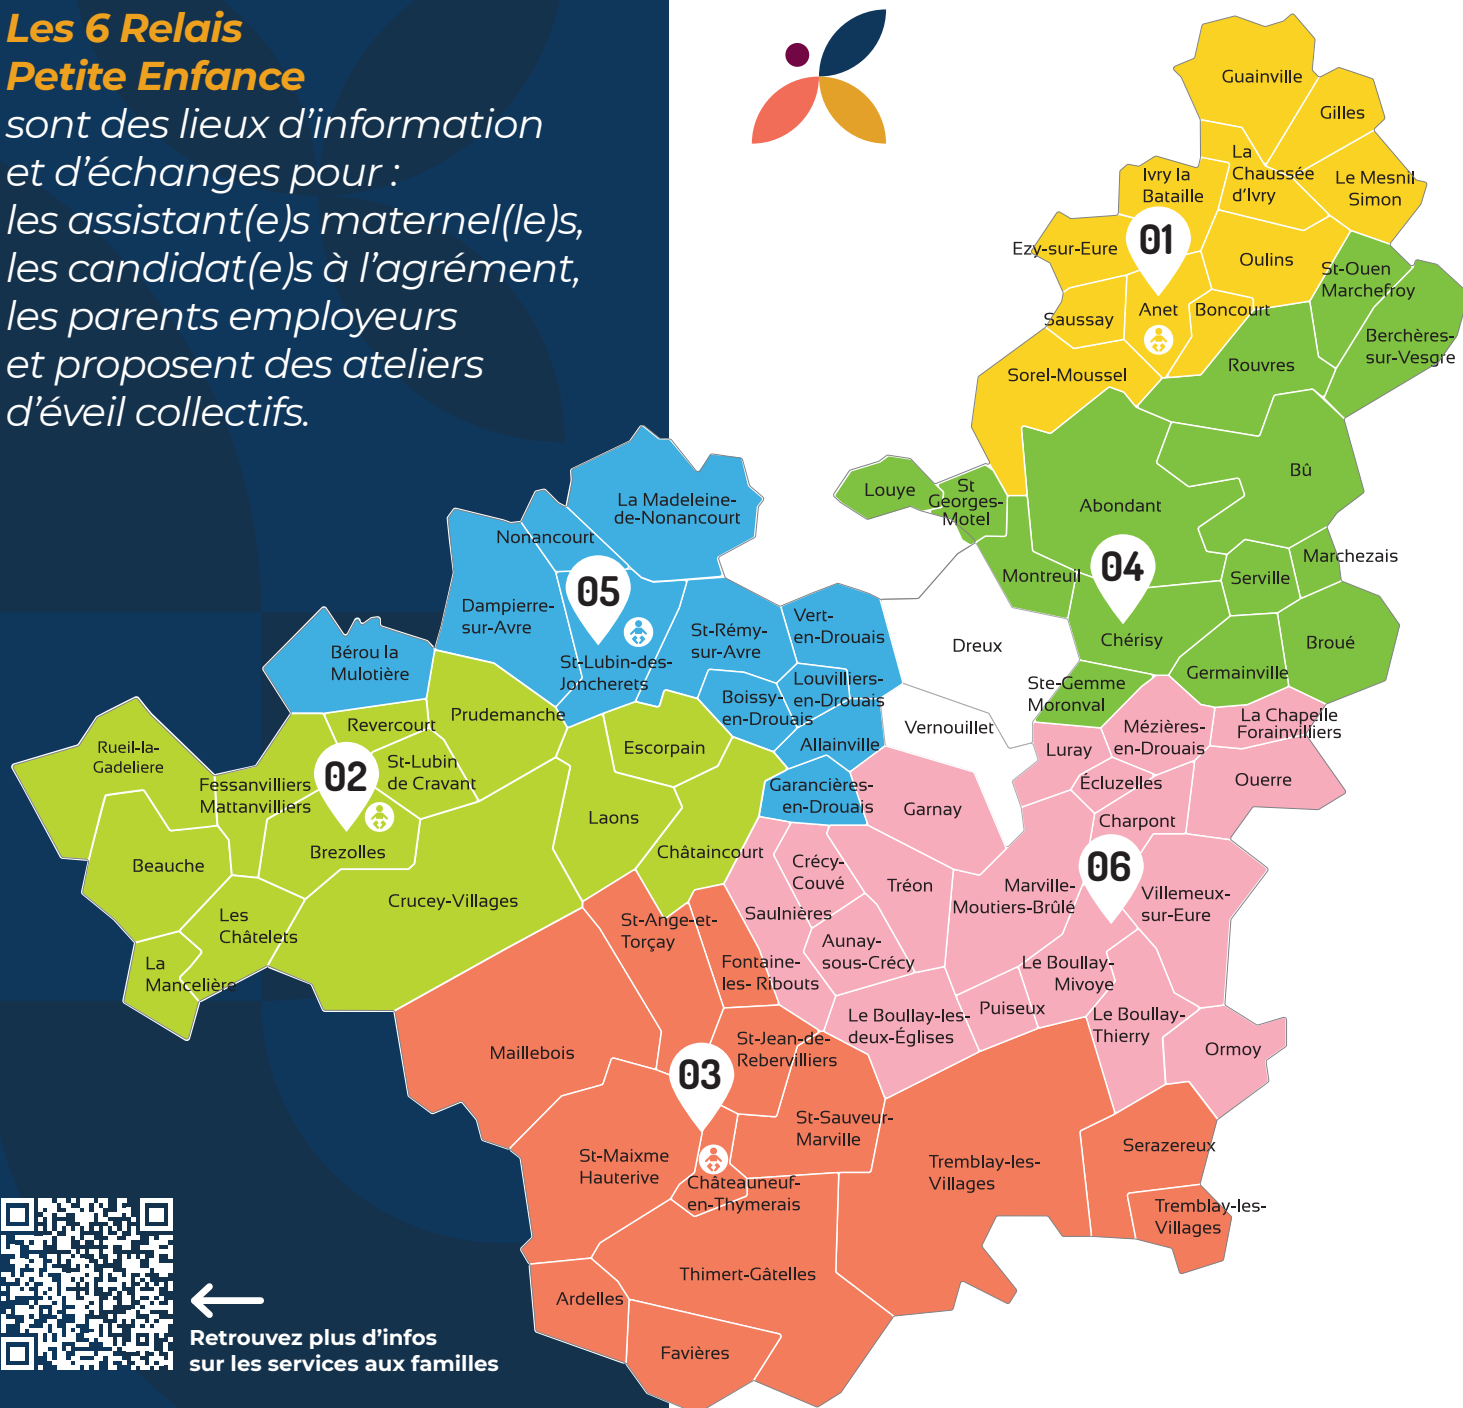 Les 6 Relais
Petite Enfance
sont des lieux d'information
et d'échanges pour :
les assistant(e)s maternel(le)s,
les candidat(e)s à l'agrément,
les parents employeurs
et proposent des ateliers
d'éveil collectifs.
Guainville
Gilles
La
Chaussée
d'Ivry
Ivry la
Bataille
Le Mesnil
Simon
01
Ezy-sur-Eure
Oulins
Saussay
Anet
Boncourt
Sorel-Moussel
St-Ouen
Marchefroy
Berchères-
sur-Vesgre
Rouvres
Bû
Louye
St
Georges-
Motel
Abondant
Montreuil
04
Serville
Marchezais
Chérisy
Broué
Germainville
Ste-Gemme
Moronval
Dreux
Vernouillet
La Madeleine-
de-Nonancourt
Nonancourt
05
Dampierre-
sur-Avre
St-Lubin-des-
Joncherets
St-Rémy-
sur-Avre
Vert-
en-Drouais
Louvilliers-
en-Drouais
Boissy-
en-Drouais
Allainville
Garancières-
en-Drouais
Bérou la
Mulotière
Revercourt
Prudemanche
Rueil-la-
Gadeliere
Fessanvilliers
Mattanvilliers
02
St-Lubin
de Cravant
Escorpain
Laons
Beauche
Brezolles
Châtaincourt
Crucey-Villages
Les
Châtelets
La
Mancelière
Luray
Mézières-
en-Drouais
La Chapelle
Forainvilliers
Écluzelles
Ouerre
Garnay
Charpont
06
Crécy-
Couvé
Tréon
Marville-
Moutiers-Brûlé
Villemeux-
sur-Eure
Saulnières
Aunay-
sous-Crécy
Le Boullay-
Mivoye
Le Boullay-les-
deux-Églises
Puiseux
Le Boullay-
Thierry
Ormoy
St-Ange-et-
Torçay
Fontaine-
les- Ribouts
Maillebois
St-Jean-de-
Rebervilliers
03
St-Sauveur-
Marville
St-Maixme
Hauterive
Châteauneuf-
en-Thymerais
Tremblay-les-
Villages
Serazereux
Tremblay-les-
Villages
Thimert-Gâtelles
Ardelles
Favières
Retrouvez plus d'infos
sur les services aux familles